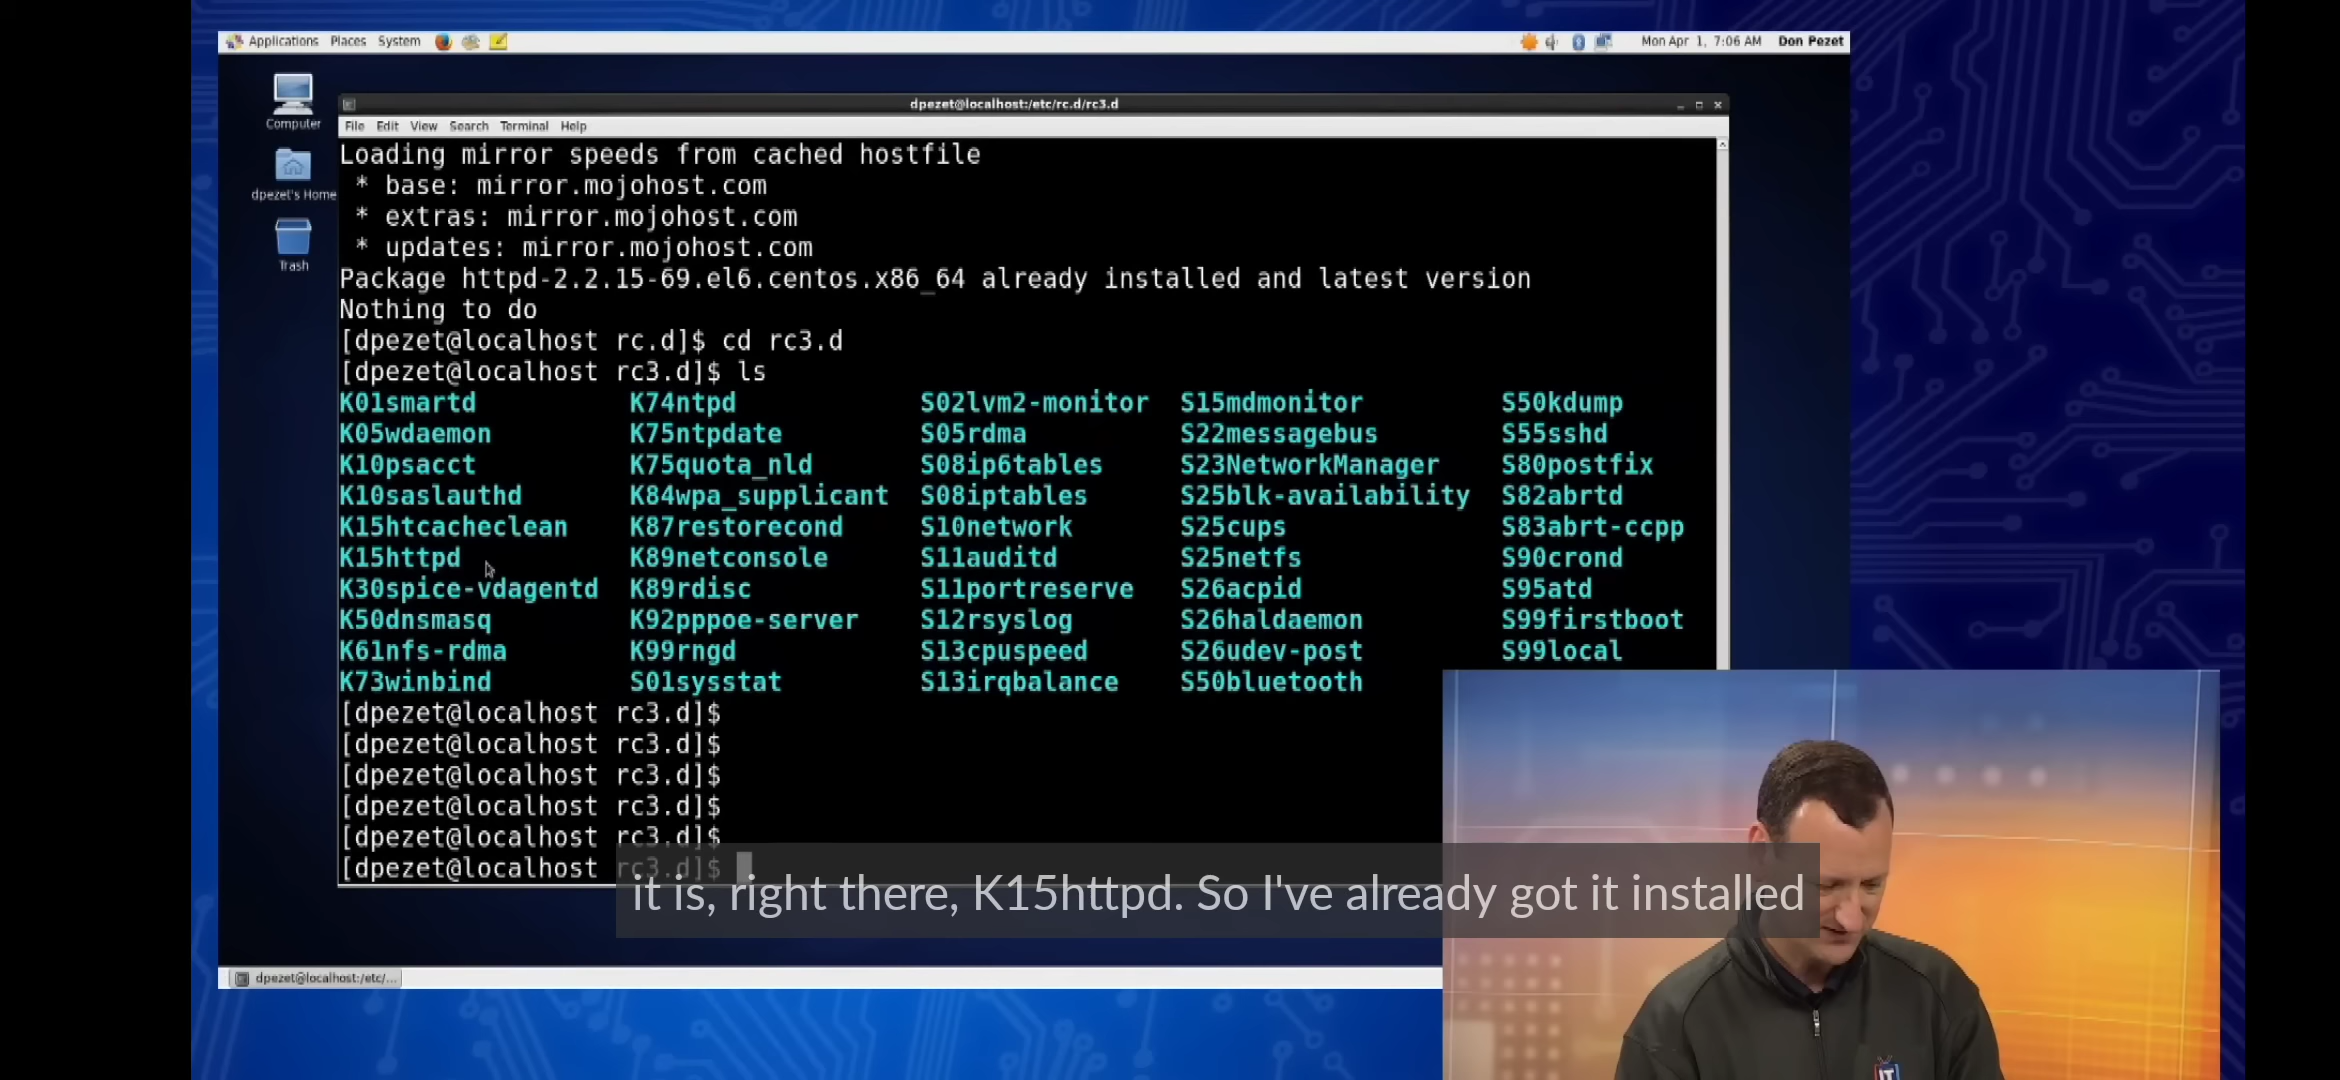 Applications Places System Mon Apr 1, 7:06 AM Don Pezet
Computer
dpezet's Home
Trash
dpezet@localhost:/etc/rc.d/rc3.d
File Edit View Search Terminal Help
Loading mirror speeds from cached hostfile
* base: mirror.mojohost.com
* extras: mirror.mojohost.com
* updates: mirror.mojohost.com
Package httpd-2.2.15-69.el6.centos.x86_64 already installed and latest version
Nothing to do
[dpezet@localhost rc.d]$ cd rc3.d
[dpezet@localhost rc3.d]$ ls
K01smartd K74ntpd S02lvm2-monitor S15mdmonitor S50kdump
K05wdaemon K75ntpdate S05rdma S22messagebus S55sshd
K10psacct K75quota_nld S08ip6tables S23NetworkManager S80postfix
K10saslauthd K84wpa_supplicant S08iptables S25blk-availability S82abrtd
K15htcacheclean K87restorecond S10network S25cups S83abrt-ccpp
K15httpd K89netconsole S11auditd S25netfs S90crond
K30spice-vdagentd K89rdisc S11portreserve S26acpid S95atd
K50dnsmasq K92pppoe-server S12rsyslog S26haldaemon S99firstboot
K61nfs-rdma K99rngd S13cpuspeed S26udev-post S99local
K73winbind S01sysstat S13irqbalance S50bluetooth
[dpezet@localhost rc3.d]$
[dpezet@localhost rc3.d]$
[dpezet@localhost rc3.d]$
[dpezet@localhost rc3.d]$
[dpezet@localhost rc3.d]$
[dpezet@localhost rc3.d]$
it is, right there, K15httpd. So I've already got it installed
dpezet@localhost:/etc/...
IT